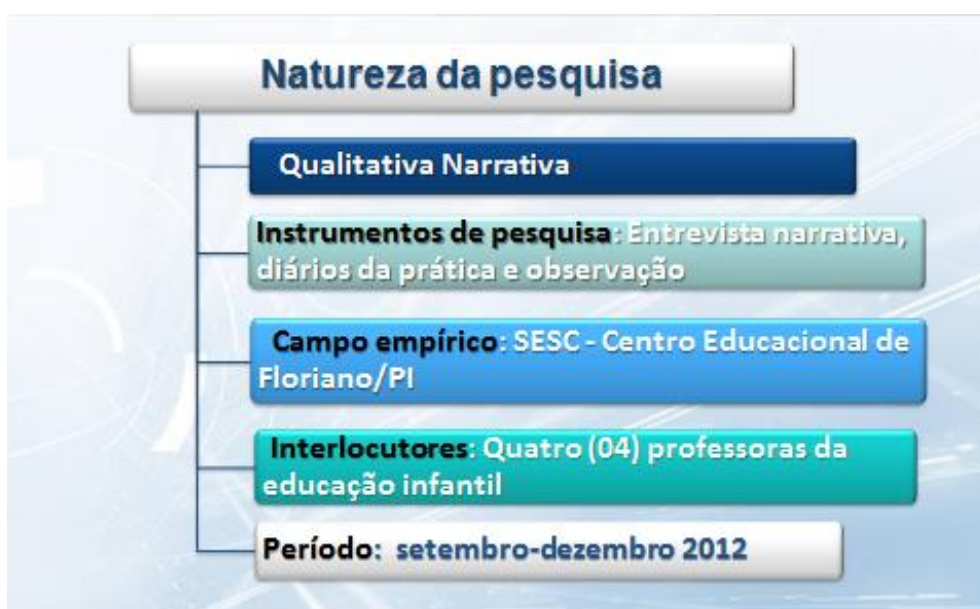 Natureza da pesquisa
Qualitativa Narrativa
Instrumentos de pesquisa: Entrevista narrativa,
diários da prática e observação
Campo empírico: SESC - Centro Educacional de
Floriano/PI
Interlocutores: Quatro (04) professoras da
educação infantil
Período: setembro-dezembro 2012